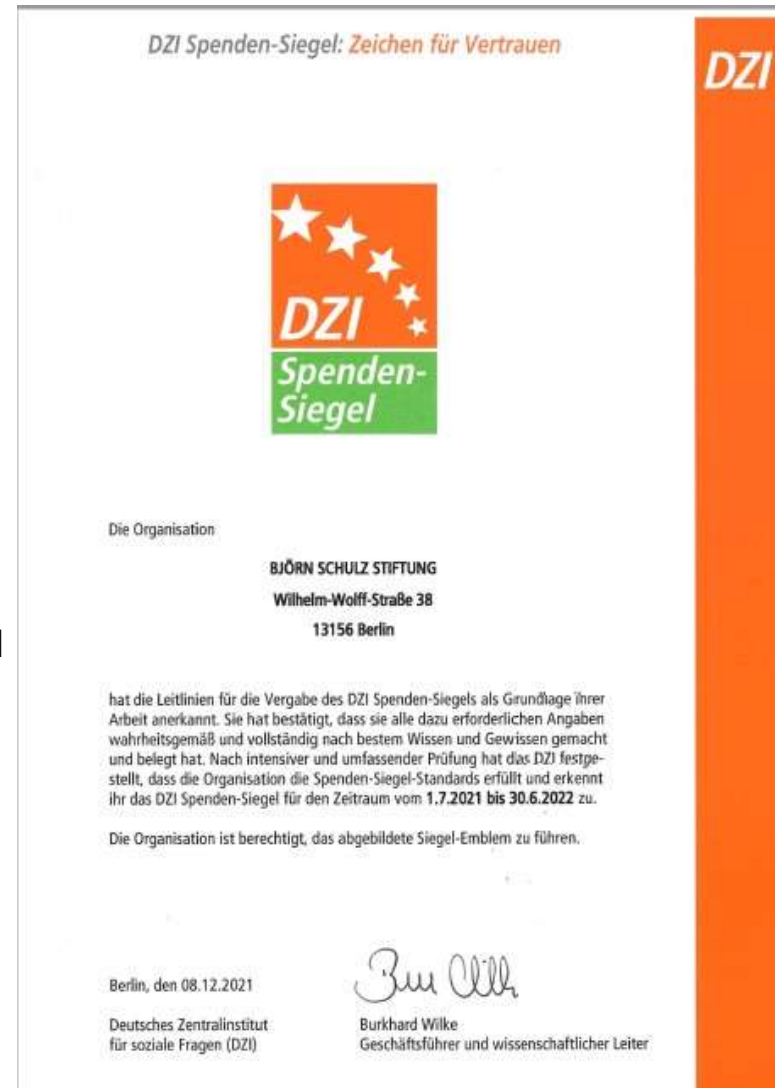 DZI Spenden-Siegel: Zeichen für Vertrauen
DZI
DZI
Spenden-
Siegel
Die Organisation
BJÖRN SCHULZ STIFTUNG
Wilhelm-Wolff-Straße 38
13156 Berlin
hat die Leitlinien für die Vergabe des DZI Spenden-Siegels als Grundlage ihrer
Arbeit anerkannt. Sie hat bestätigt, dass sie alle dazu erforderlichen Angaben
wahrheitsgemäß und vollständig nach bestem Wissen und Gewissen gemacht
und belegt hat. Nach intensiver und umfassender Prüfung hat das DZI festge-
stellt, dass die Organisation die Spenden-Siegel-Standards erfüllt und erkennt
ihr das DZI Spenden-Siegel für den Zeitraum vom 1.7.2021 bis 30.6.2022 zu.
Die Organisation ist berechtigt, das abgebildete Siegel-Emblem zu führen.
Berlin, den 08.12.2021
Deutsches Zentralinstitut
für soziale Fragen (DZI)
Burkhard Wilke
Geschäftsführer und wissenschaftlicher Leiter